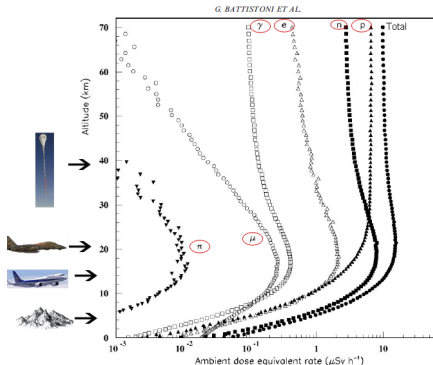 G. BATTISTONI ET AL.
γ e n p Total
70
60
50
40
30
20
10
0
Altitude (km)
π μ
10⁻³ 10⁻² 10⁻¹ 1 10
Ambient dose equivalent rate (μSv h⁻¹)